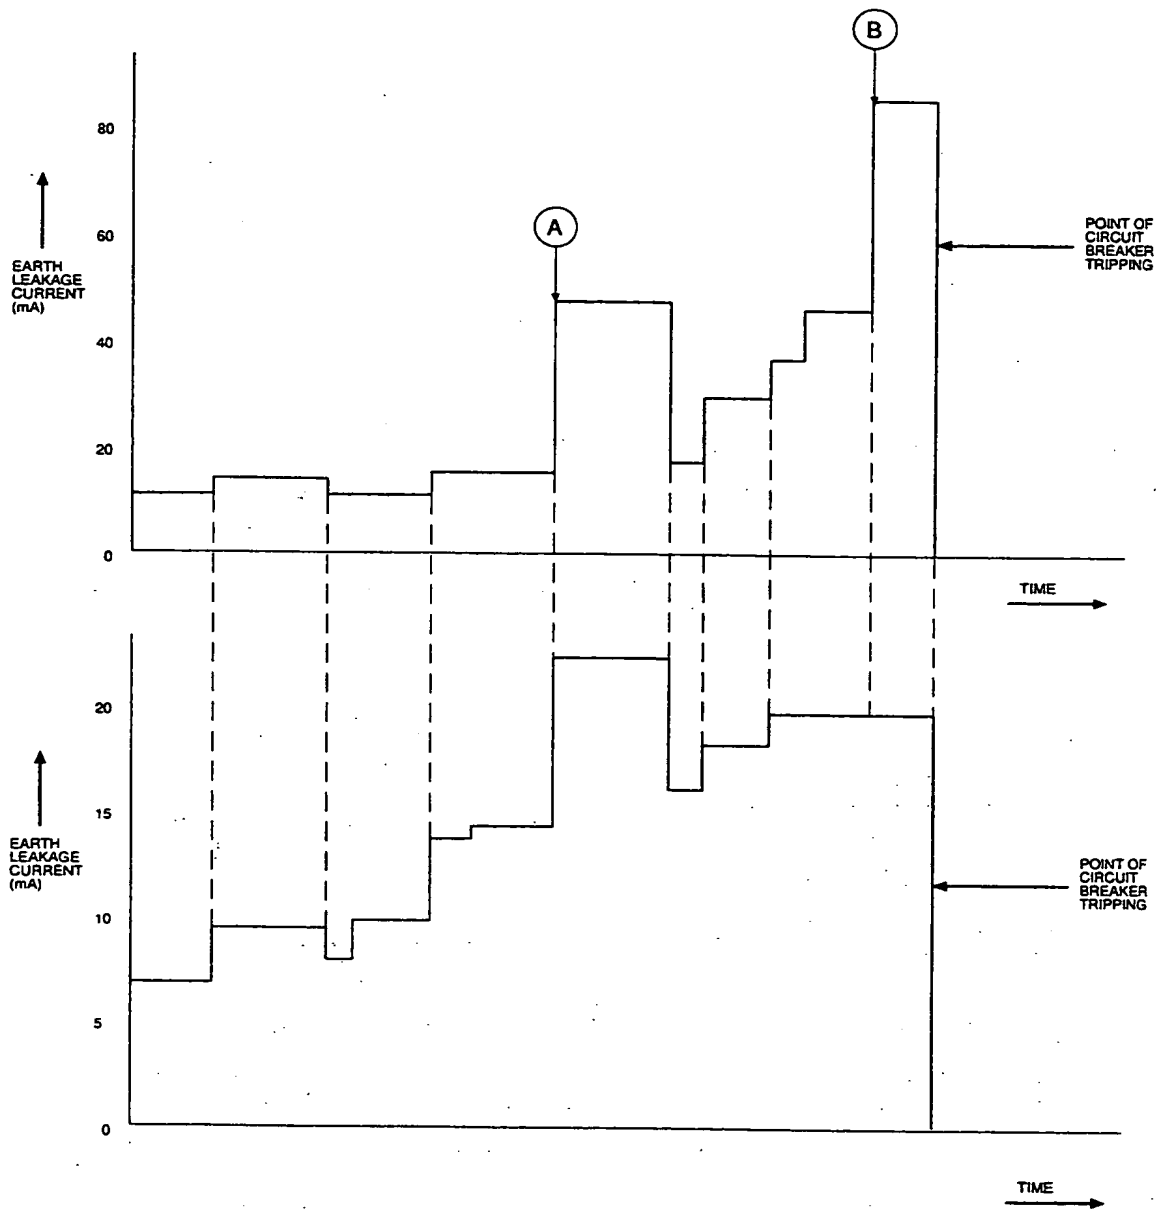 B
80
A
60
POINT OF
CIRCUIT
BREAKER
TRIPPING
EARTH
LEAKAGE
CURRENT
(mA)
40
20
0
TIME
20
15
EARTH
LEAKAGE
CURRENT
(mA)
POINT OF
CIRCUIT
BREAKER
TRIPPING
10
5
0
TIME